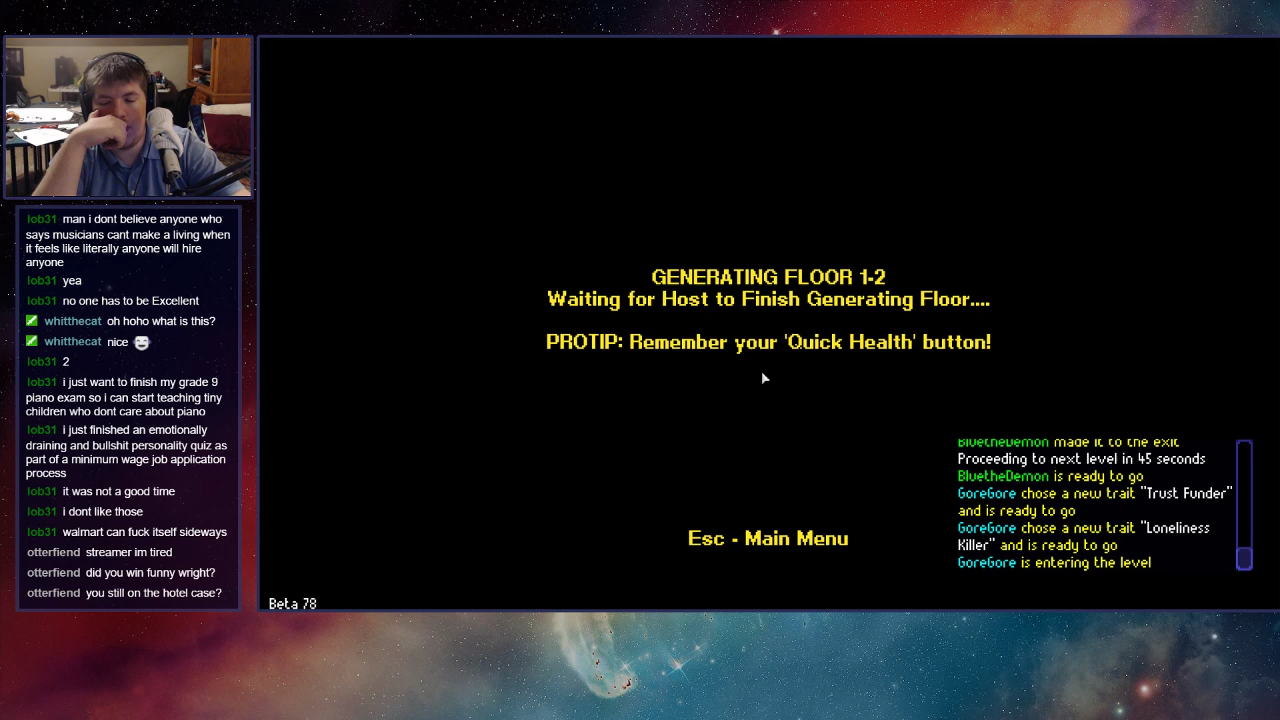 lob31 man i dont believe anyone who
says musicians cant make a living when
it feels like literally anyone will hire
anyone
lob31 yea
lob31 no one has to be Excellent
whitthecat oh hoho what is this?
whitthecat nice
lob31 2
lob31 i just want to finish my grade 9
piano exam so i can start teaching tiny
children who dont care about piano
lob31 i just finished an emotionally
draining and bullshit personality quiz as
part of a minimum wage job application
process
lob31 it was not a good time
lob31 i dont like those
lob31 walmart can fuck itself sideways
otterfiend streamer im tired
otterfiend did you win funny wright?
otterfiend you still on the hotel case?
GENERATING FLOOR 1-2
Waiting for Host to Finish Generating Floor....
PROTIP: Remember your 'Quick Health' button!
Esc - Main Menu
BluetheDemon made it to the exit
Proceeding to next level in 45 seconds
BluetheDemon is ready to go
GoreGore chose a new trait "Trust Funder"
and is ready to go
GoreGore chose a new trait "Loneliness
Killer" and is ready to go
GoreGore is entering the level
Beta 78